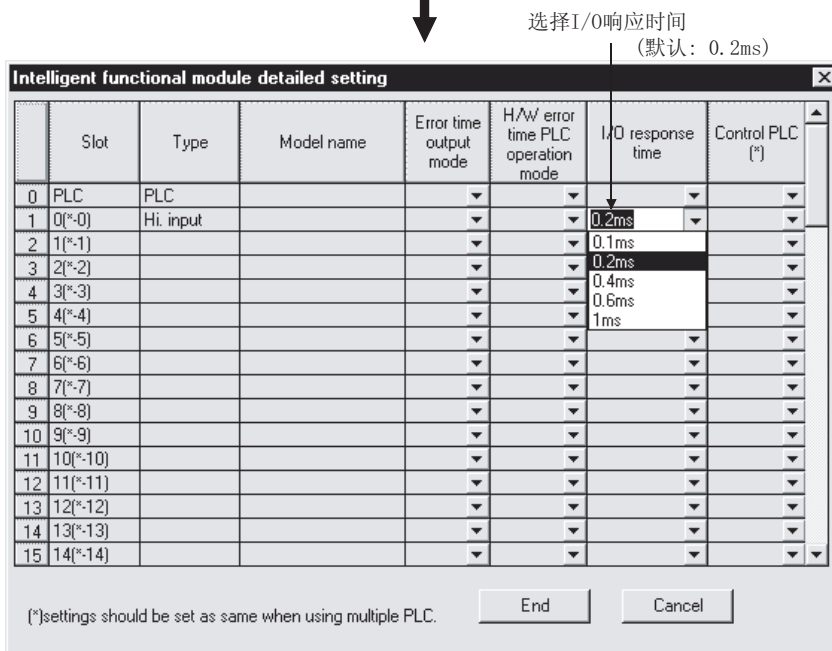 选择I/O响应时间
(默认: 0.2ms)
Intelligent functional module detailed setting
Slot Type Model name Error time output mode H/W error time PLC operation mode I/O response time Control PLC (*)
0 PLC PLC
1 0(*-0) Hi. input 0.2ms
2 1(*-1) 0.1ms
3 2(*-2) 0.2ms
4 3(*-3) 0.4ms
0.6ms
5 4(*-4) 1ms
6 5(*-5)
7 6(*-6)
8 7(*-7)
9 8(*-8)
10 9(*-9)
11 10(*-10)
12 11(*-11)
13 12(*-12)
14 13(*-13)
15 14(*-14)
(*)settings should be set as same when using multiple PLC.
End Cancel